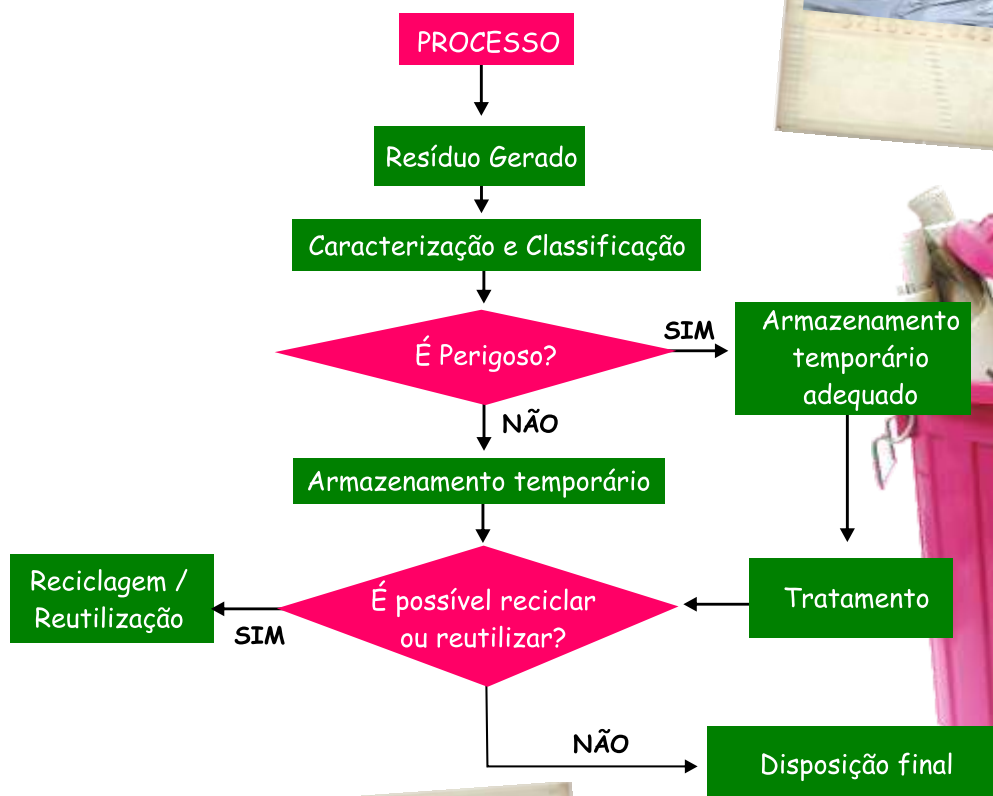 PROCESSO
Resíduo Gerado
Caracterização e Classificação
É Perigoso?
SIM
Armazenamento
temporário
adequado
NÃO
Armazenamento temporário
É possível reciclar
ou reutilizar?
SIM
Reciclagem /
Reutilização
Tratamento
NÃO
Disposição final